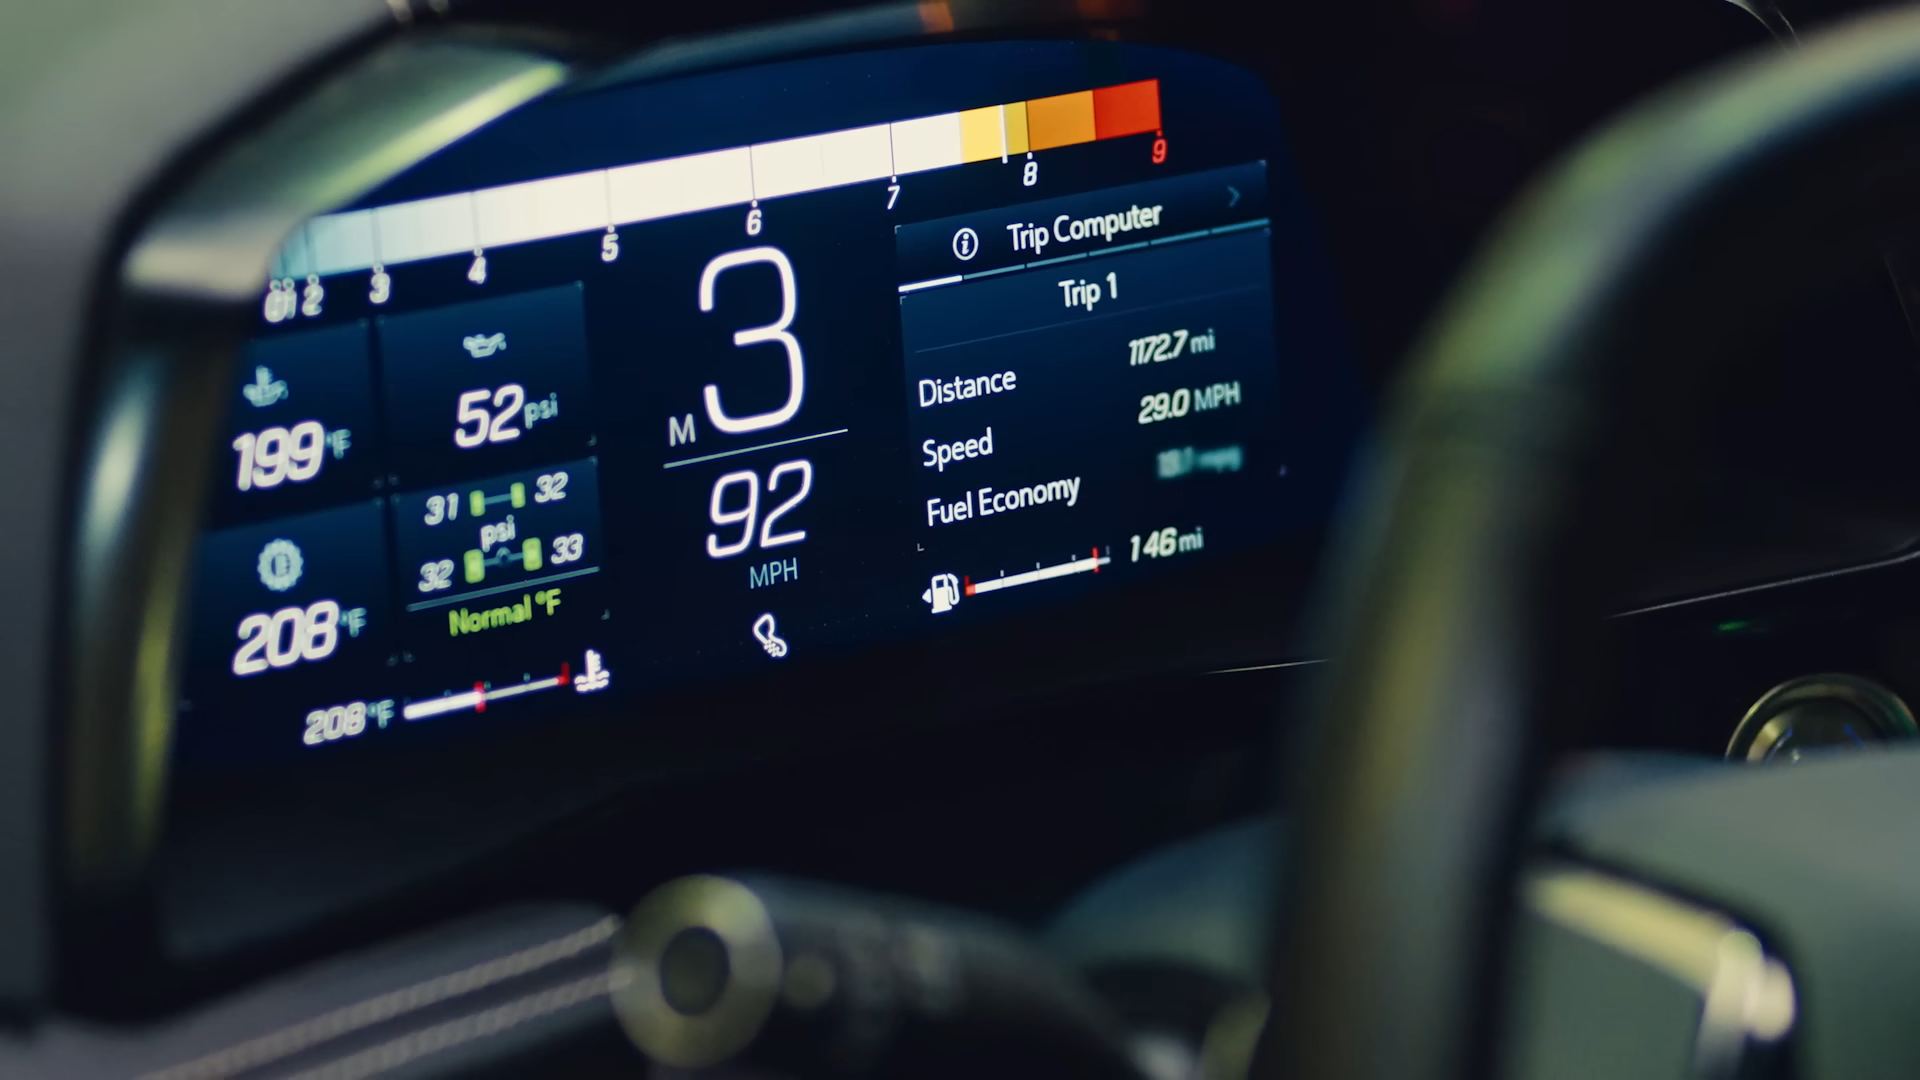 0 1 2 3 4 5 6 7 8 9
199 °F
52 psi
208 °F
31 32
psi
32 33
Normal °F
208 °F
M 3
92
MPH
Trip Computer
Trip 1
Distance 1172.7 mi
Speed 29.0 MPH
Fuel Economy
146 mi